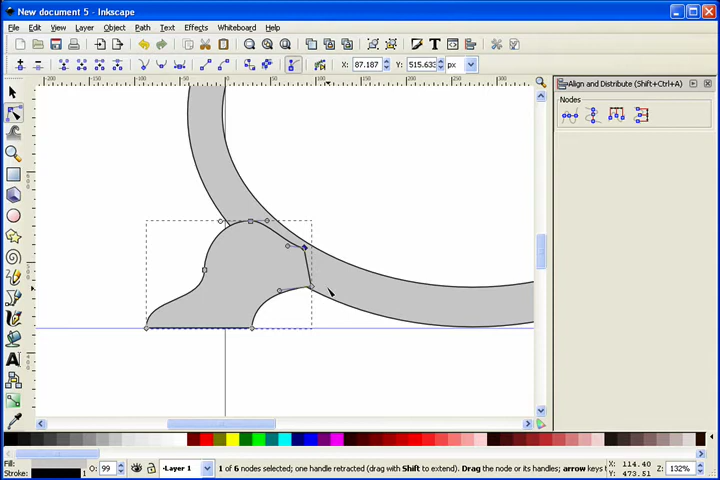 New document 5 - Inkscape
File Edit View Layer Object Path Text Effects Whiteboard Help
X: 87.187 Y: 515.633 px
Align and Distribute (Shift+Ctrl+A)
Nodes
A
Fill:
Stroke:
O: 99
Layer 1
1 of 6 nodes selected; one handle retracted (drag with Shift to extend). Drag the node or its handles; arrow keys t
X: 114.40
Y: 473.51
Z: 132%